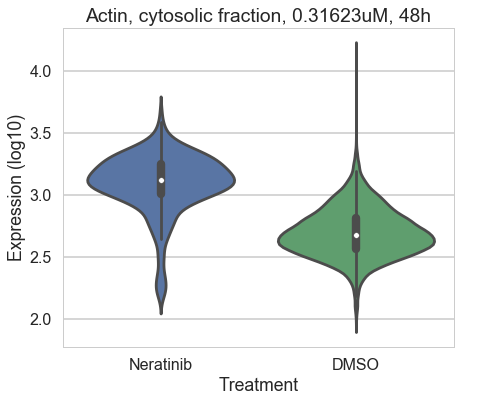 Actin, cytosolic fraction, 0.31623uM, 48h
Expression (log10)
4.0
3.5
3.0
2.5
2.0
Neratinib DMSO
Treatment